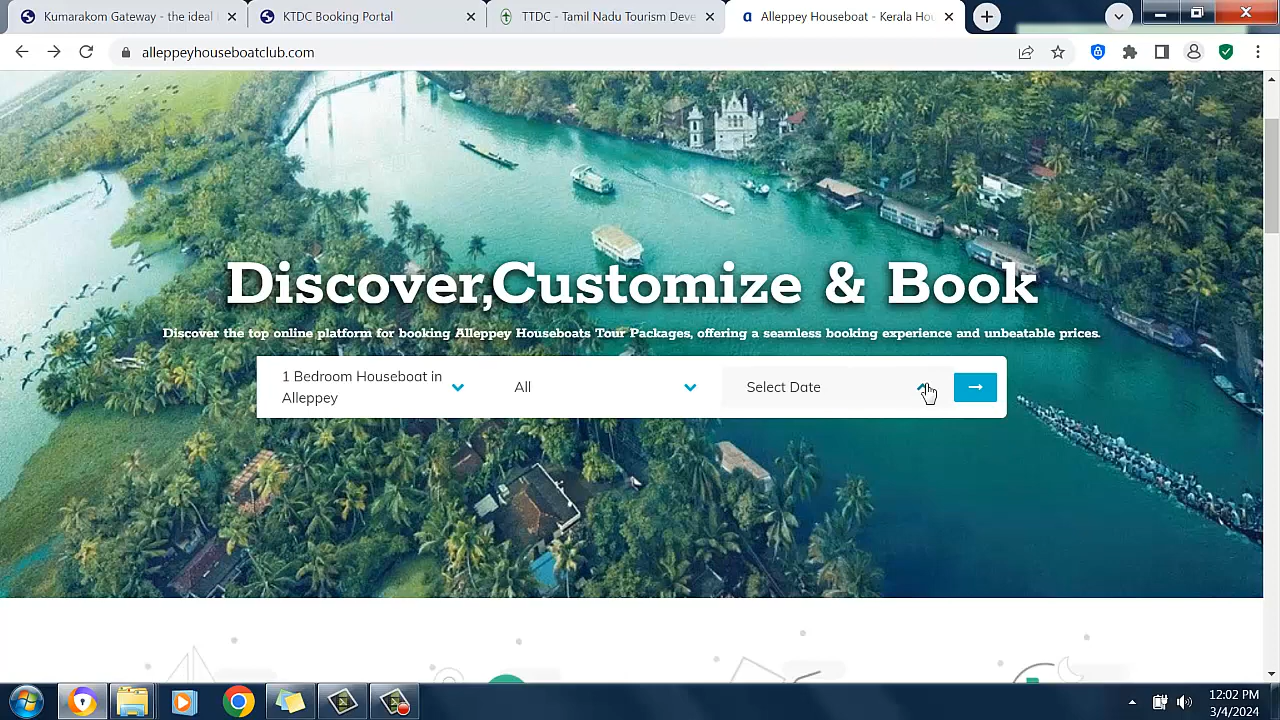 Kumarakom Gateway - the ideal
KTDC Booking Portal
TTDC - Tamil Nadu Tourism Deve
Alleppey Houseboat - Kerala Hou
alleppeyhouseboatclub.com
Discover,Customize & Book
Discover the top online platform for booking Alleppey Houseboats Tour Packages, offering a seamless booking experience and unbeatable prices.
1 Bedroom Houseboat in
Alleppey
All
Select Date
12:02 PM
3/4/2024